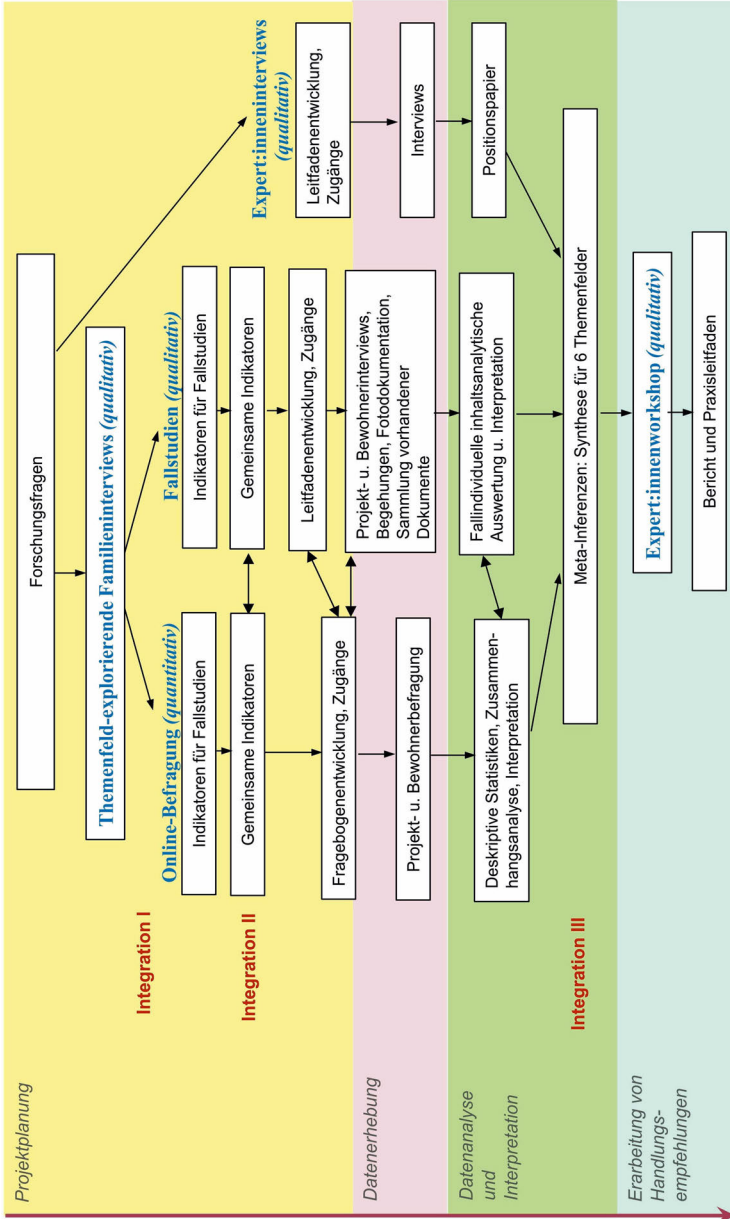 Projektplanung
Forschungsfragen
Themenfeld-explorierende Familieninterviews (qualitativ)
Integration I
Online-Befragung (quantitativ)
Indikatoren für Fallstudien
Fallstudien (qualitativ)
Indikatoren für Fallstudien
Expert:inneninterviews
(qualitativ)
Integration II
Gemeinsame Indikatoren
Gemeinsame Indikatoren
Leitfadenentwicklung, Zugänge
Leitfadenentwicklung,
Zugänge
Fragebogenentwicklung, Zugänge
Datenerhebung
Projekt- u. Bewohnerbefragung
Projekt- u. Bewohnerinterviews,
Begehungen, Fotodokumentation,
Sammlung vorhandener
Dokumente
Interviews
Datenanalyse
und
Interpretation
Deskriptive Statistiken, Zusammen-
hangsanalyse, Interpretation
Fallindividuelle inhaltsanalytische
Auswertung u. Interpretation
Positionspapier
Integration III
Meta-Inferenzen: Synthese für 6 Themenfelder
Erarbeitung von
Handlungs-
empfehlungen
Expert:innenworkshop (qualitativ)
Bericht und Praxisleitfaden